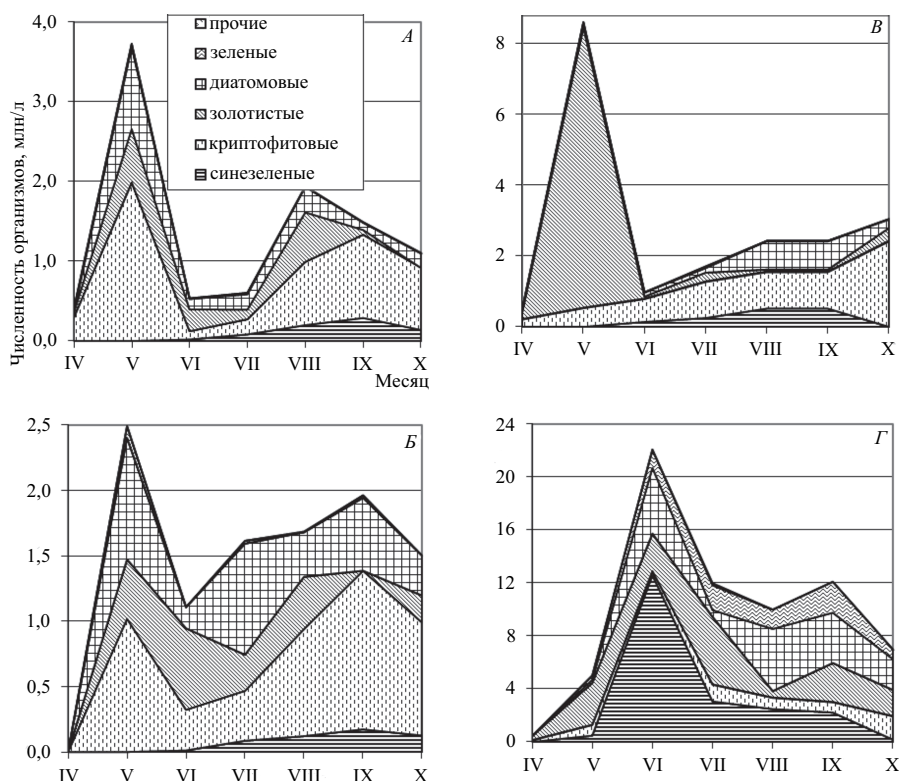 Численность организмов, млн/л
4,0
3,0
2,0
1,0
0,0
А
прочие
зеленые
диатомовые
золотистые
криптофитовые
синезеленые
IV V VI VII VIII IX X
Месяц
8
6
4
2
0
В
IV V VI VII VIII IX X
2,5
2,0
1,5
1,0
0,5
0,0
Б
IV V VI VII VIII IX X
24
20
16
12
8
4
0
Г
IV V VI VII VIII IX X